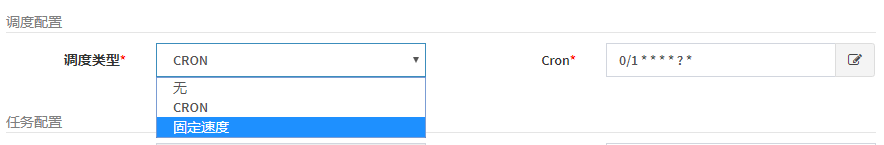 调度配置
调度类型* CRON Cron* 0/1 * * * * ? *
无
CRON
固定速度
任务配置